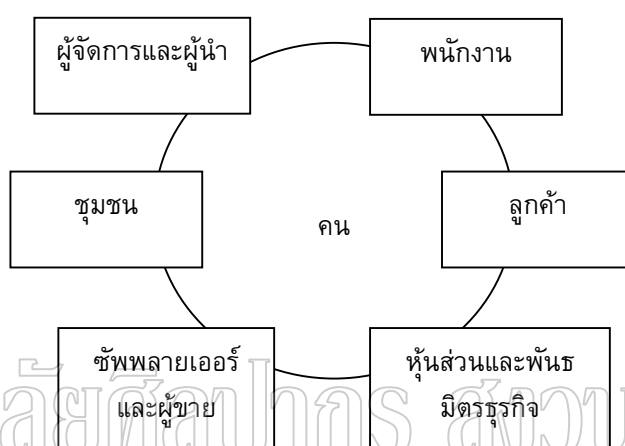 ผู้จัดการและผู้นำ
พนักงาน
ชุมชน
คน
ลูกค้า
ซัพพลายเออร์
และผู้ขาย
หุ้นส่วนและพันธ
มิตรธุรกิจ